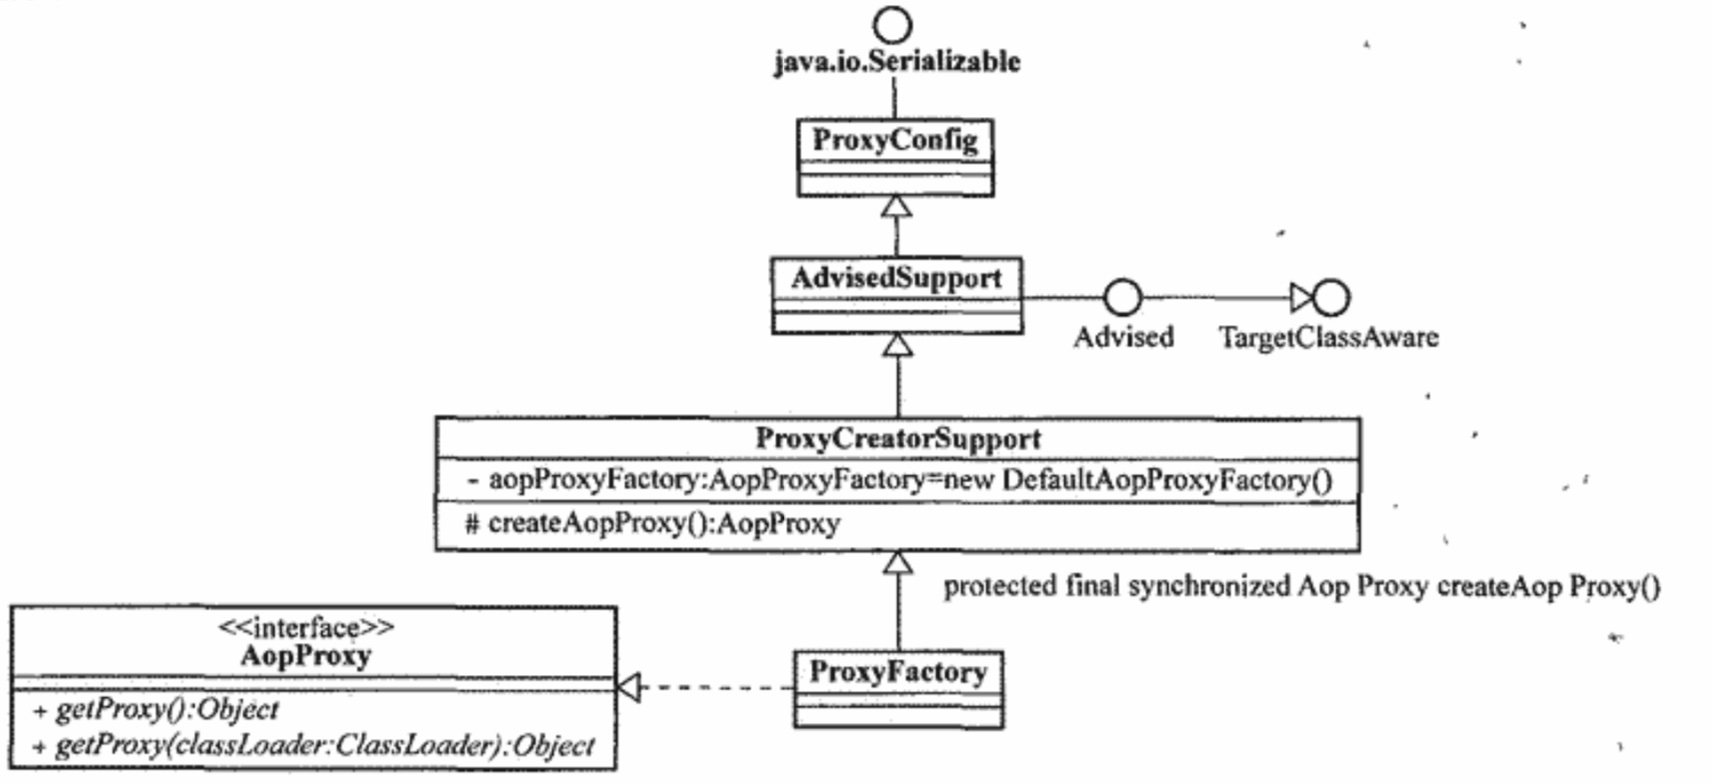 java.io.Serializable
ProxyConfig
AdvisedSupport
Advised
TargetClassAware
ProxyCreatorSupport
- aopProxyFactory:AopProxyFactory=new DefaultAopProxyFactory()
# createAopProxy():AopProxy
protected final synchronized Aop Proxy createAop Proxy()
<<interface>>
AopProxy
+ getProxy():Object
+ getProxy(classLoader:ClassLoader):Object
ProxyFactory